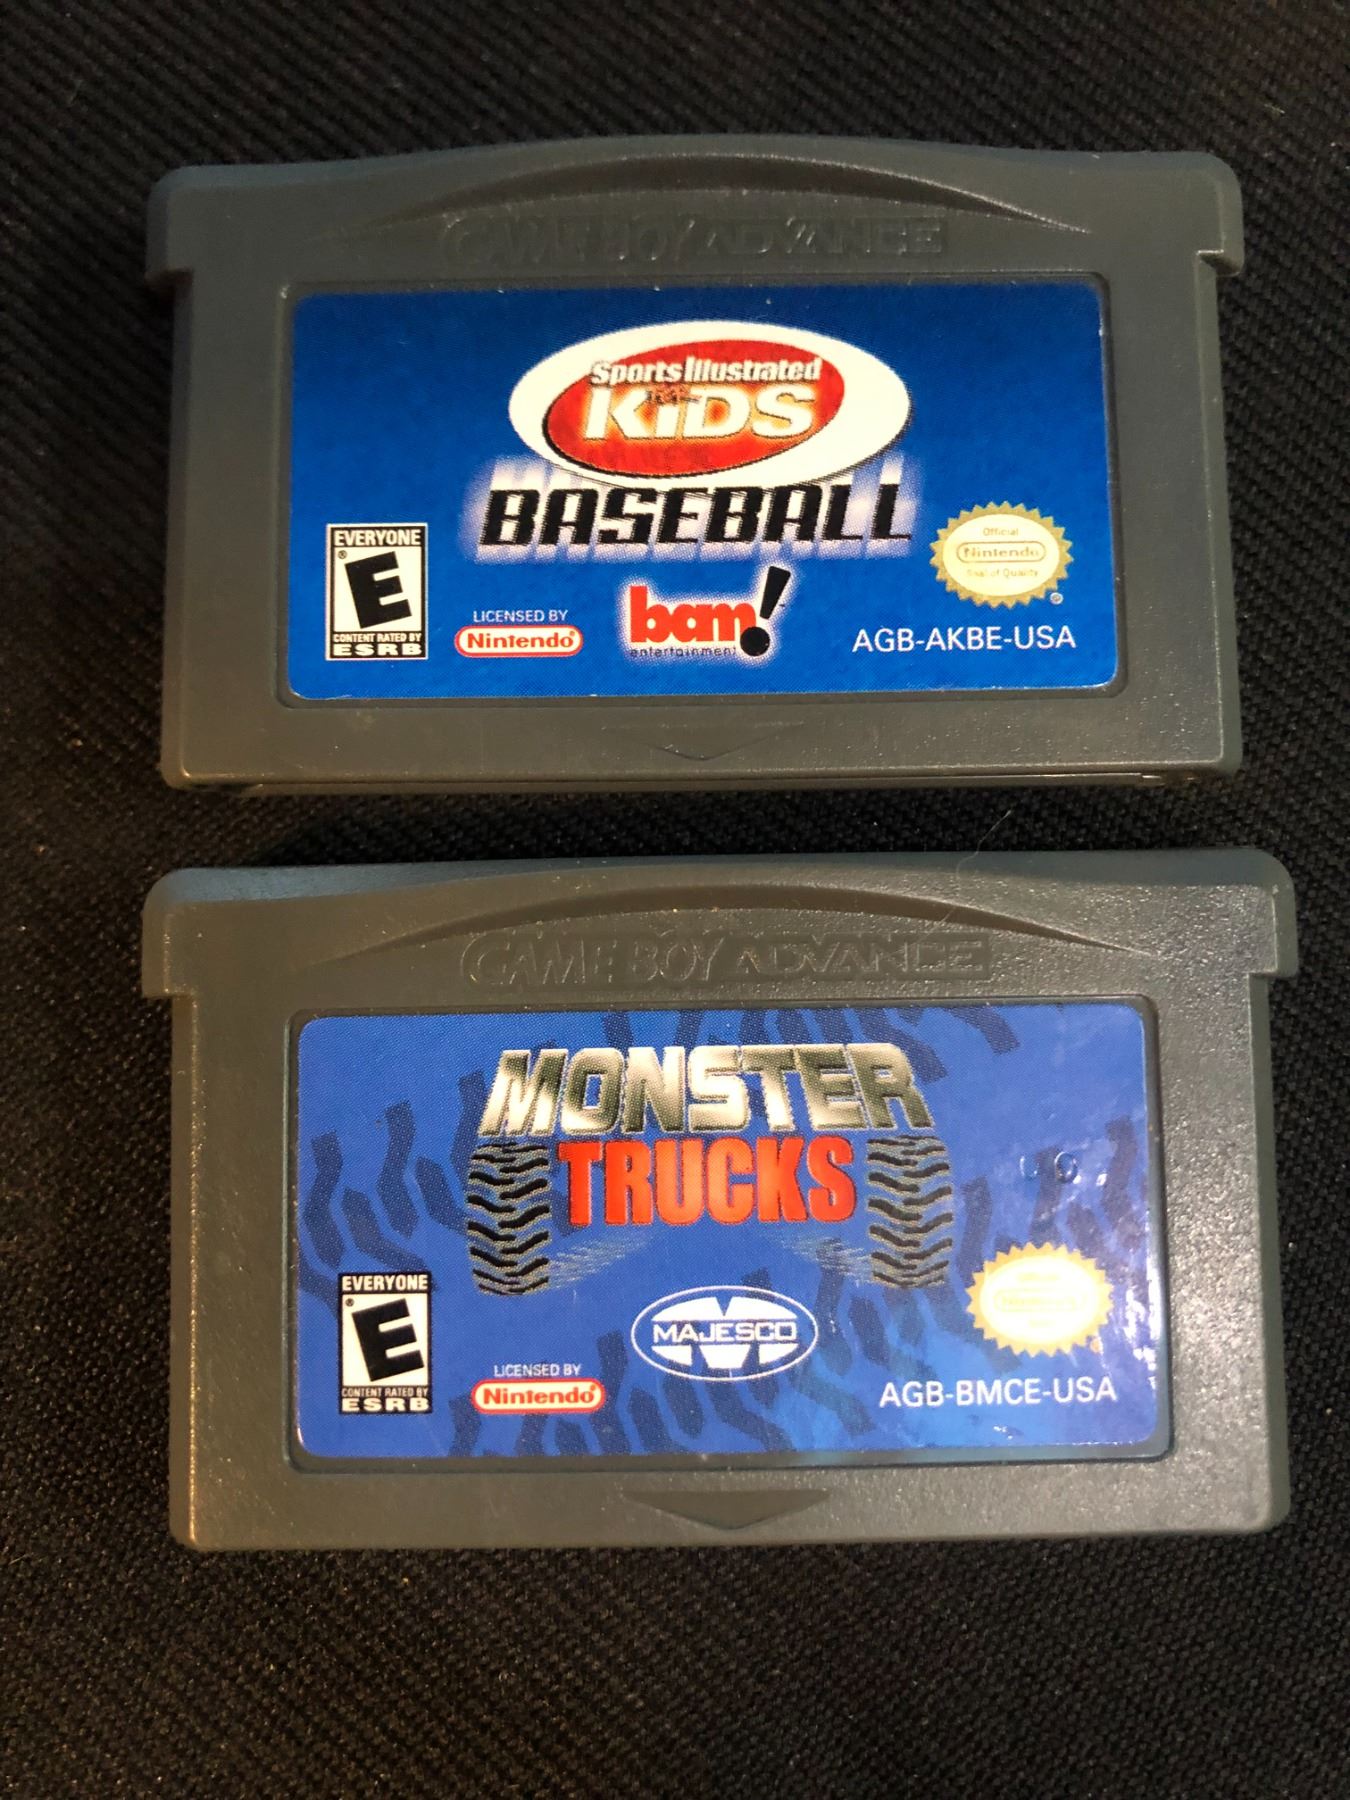 GAME BOY ADVANCE
Sports Illustrated
for
KiDS
BASEBALL
EVERYONE
E
CONTENT RATED BY
ESRB
LICENSED BY
Nintendo
bam!
entertainment
Official
Nintendo
Seal of Quality
AGB-AKBE-USA
GAME BOY ADVANCE
MONSTER
TRUCKS
EVERYONE
E
CONTENT RATED BY
ESRB
LICENSED BY
Nintendo
MAJESCO
Nintendo
AGB-BMCE-USA